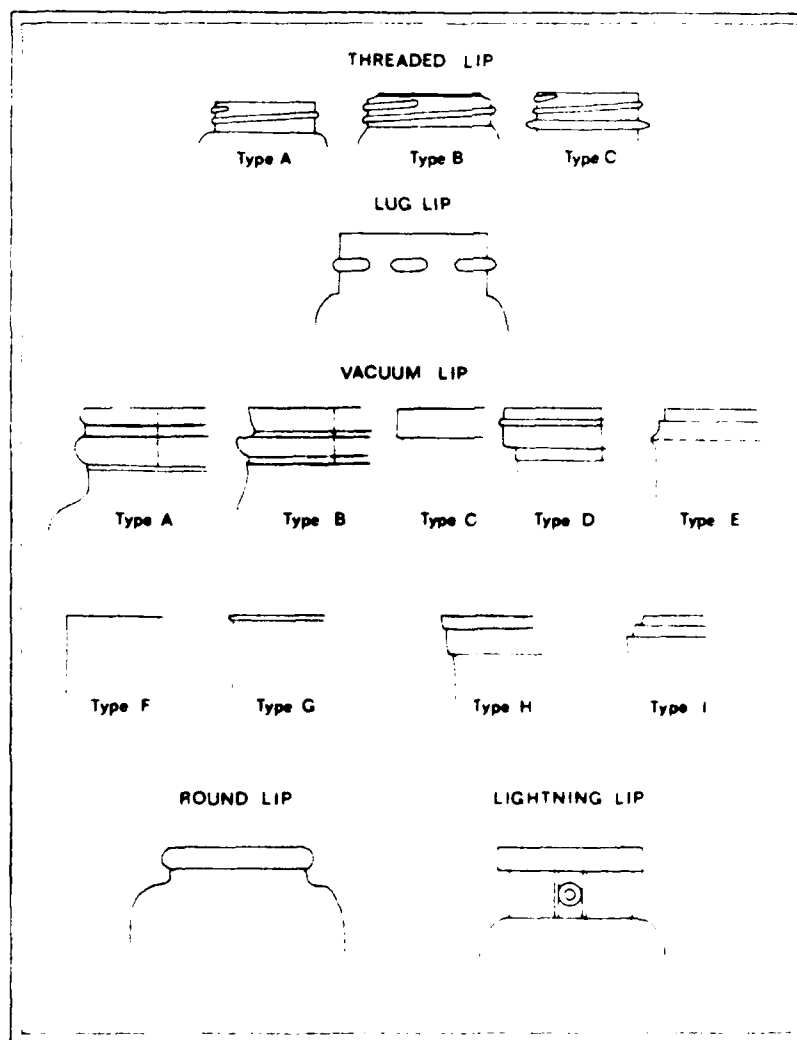 THREADED LIP
Type A Type B Type C
LUG LIP
VACUUM LIP
Type A Type B Type C Type D Type E
Type F Type G Type H Type I
ROUND LIP LIGHTNING LIP